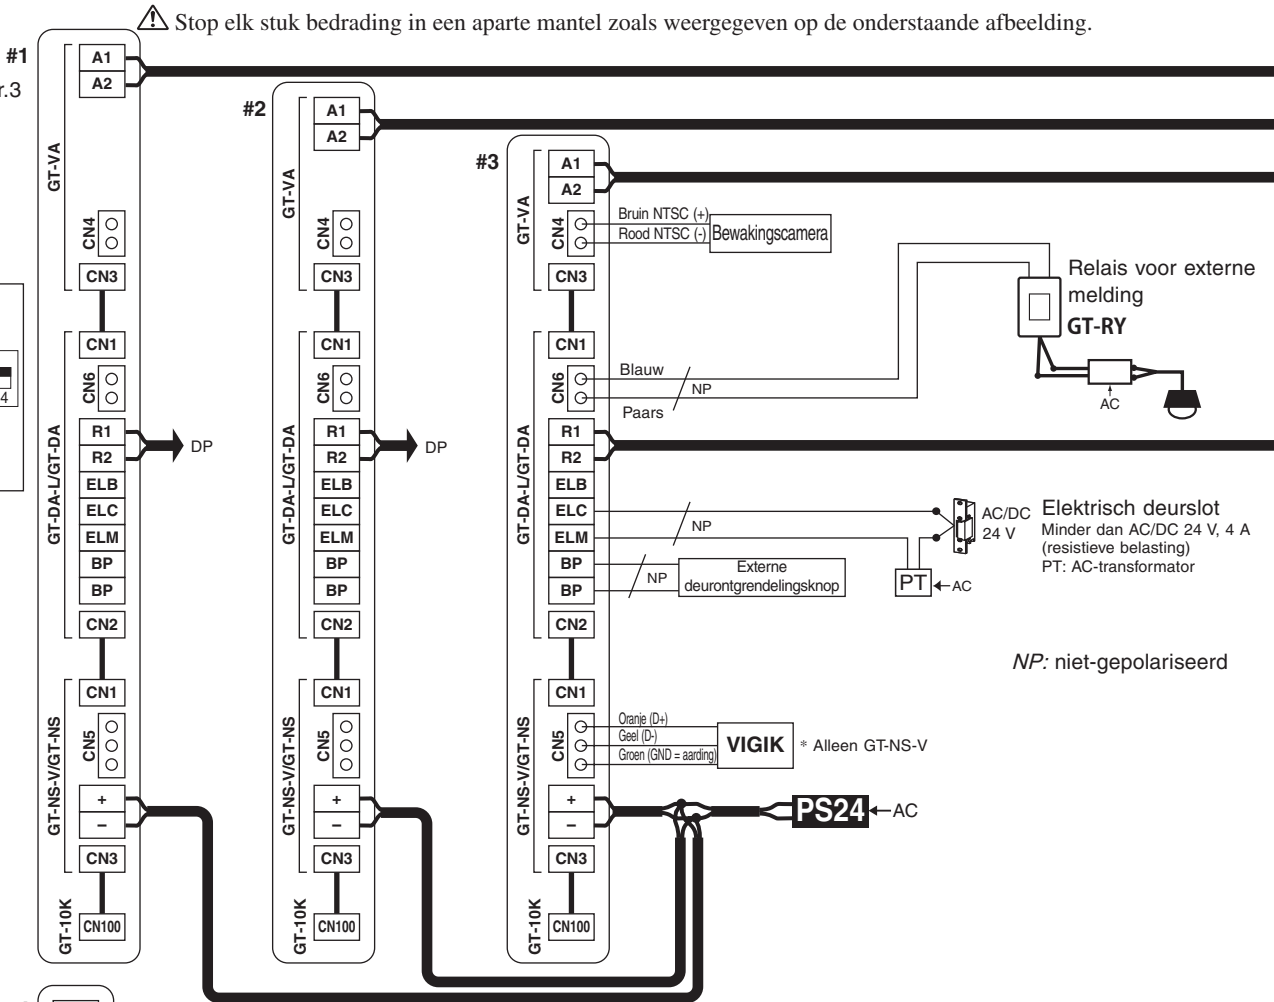 ⚠ Stop elk stuk bedrading in een aparte mantel zoals weergegeven op de onderstaande afbeelding.
#1
r.3
4
GT-VA
A1
A2
CN4
CN3
GT-DA-L/GT-DA
CN1
CN6
R1
R2
DP
ELB
ELC
ELM
BP
BP
CN2
GT-NS-V/GT-NS
CN1
CN5
+
–
CN3
GT-10K
CN100
#2
GT-VA
A1
A2
CN4
CN3
GT-DA-L/GT-DA
CN1
CN6
R1
R2
DP
ELB
ELC
ELM
BP
BP
CN2
GT-NS-V/GT-NS
CN1
CN5
+
–
CN3
GT-10K
CN100
#3
GT-VA
A1
A2
CN4
Bruin NTSC (+)
Rood NTSC (-)
Bewakingscamera
CN3
GT-DA-L/GT-DA
CN1
CN6
Blauw
NP
Paars
Relais voor externe
melding
GT-RY
AC
R1
R2
ELB
ELC
ELM
NP
AC/DC
24 V
Elektrisch deurslot
Minder dan AC/DC 24 V, 4 A
(resistieve belasting)
PT: AC-transformator
PT
AC
BP
BP
NP
Externe
deurontgrendelingsknop
CN2
NP: niet-gepolariseerd
GT-NS-V/GT-NS
CN1
CN5
Oranje (D+)
Geel (D-)
Groen (GND = aarding)
VIGIK
* Alleen GT-NS-V
+
–
PS24
AC
CN3
GT-10K
CN100